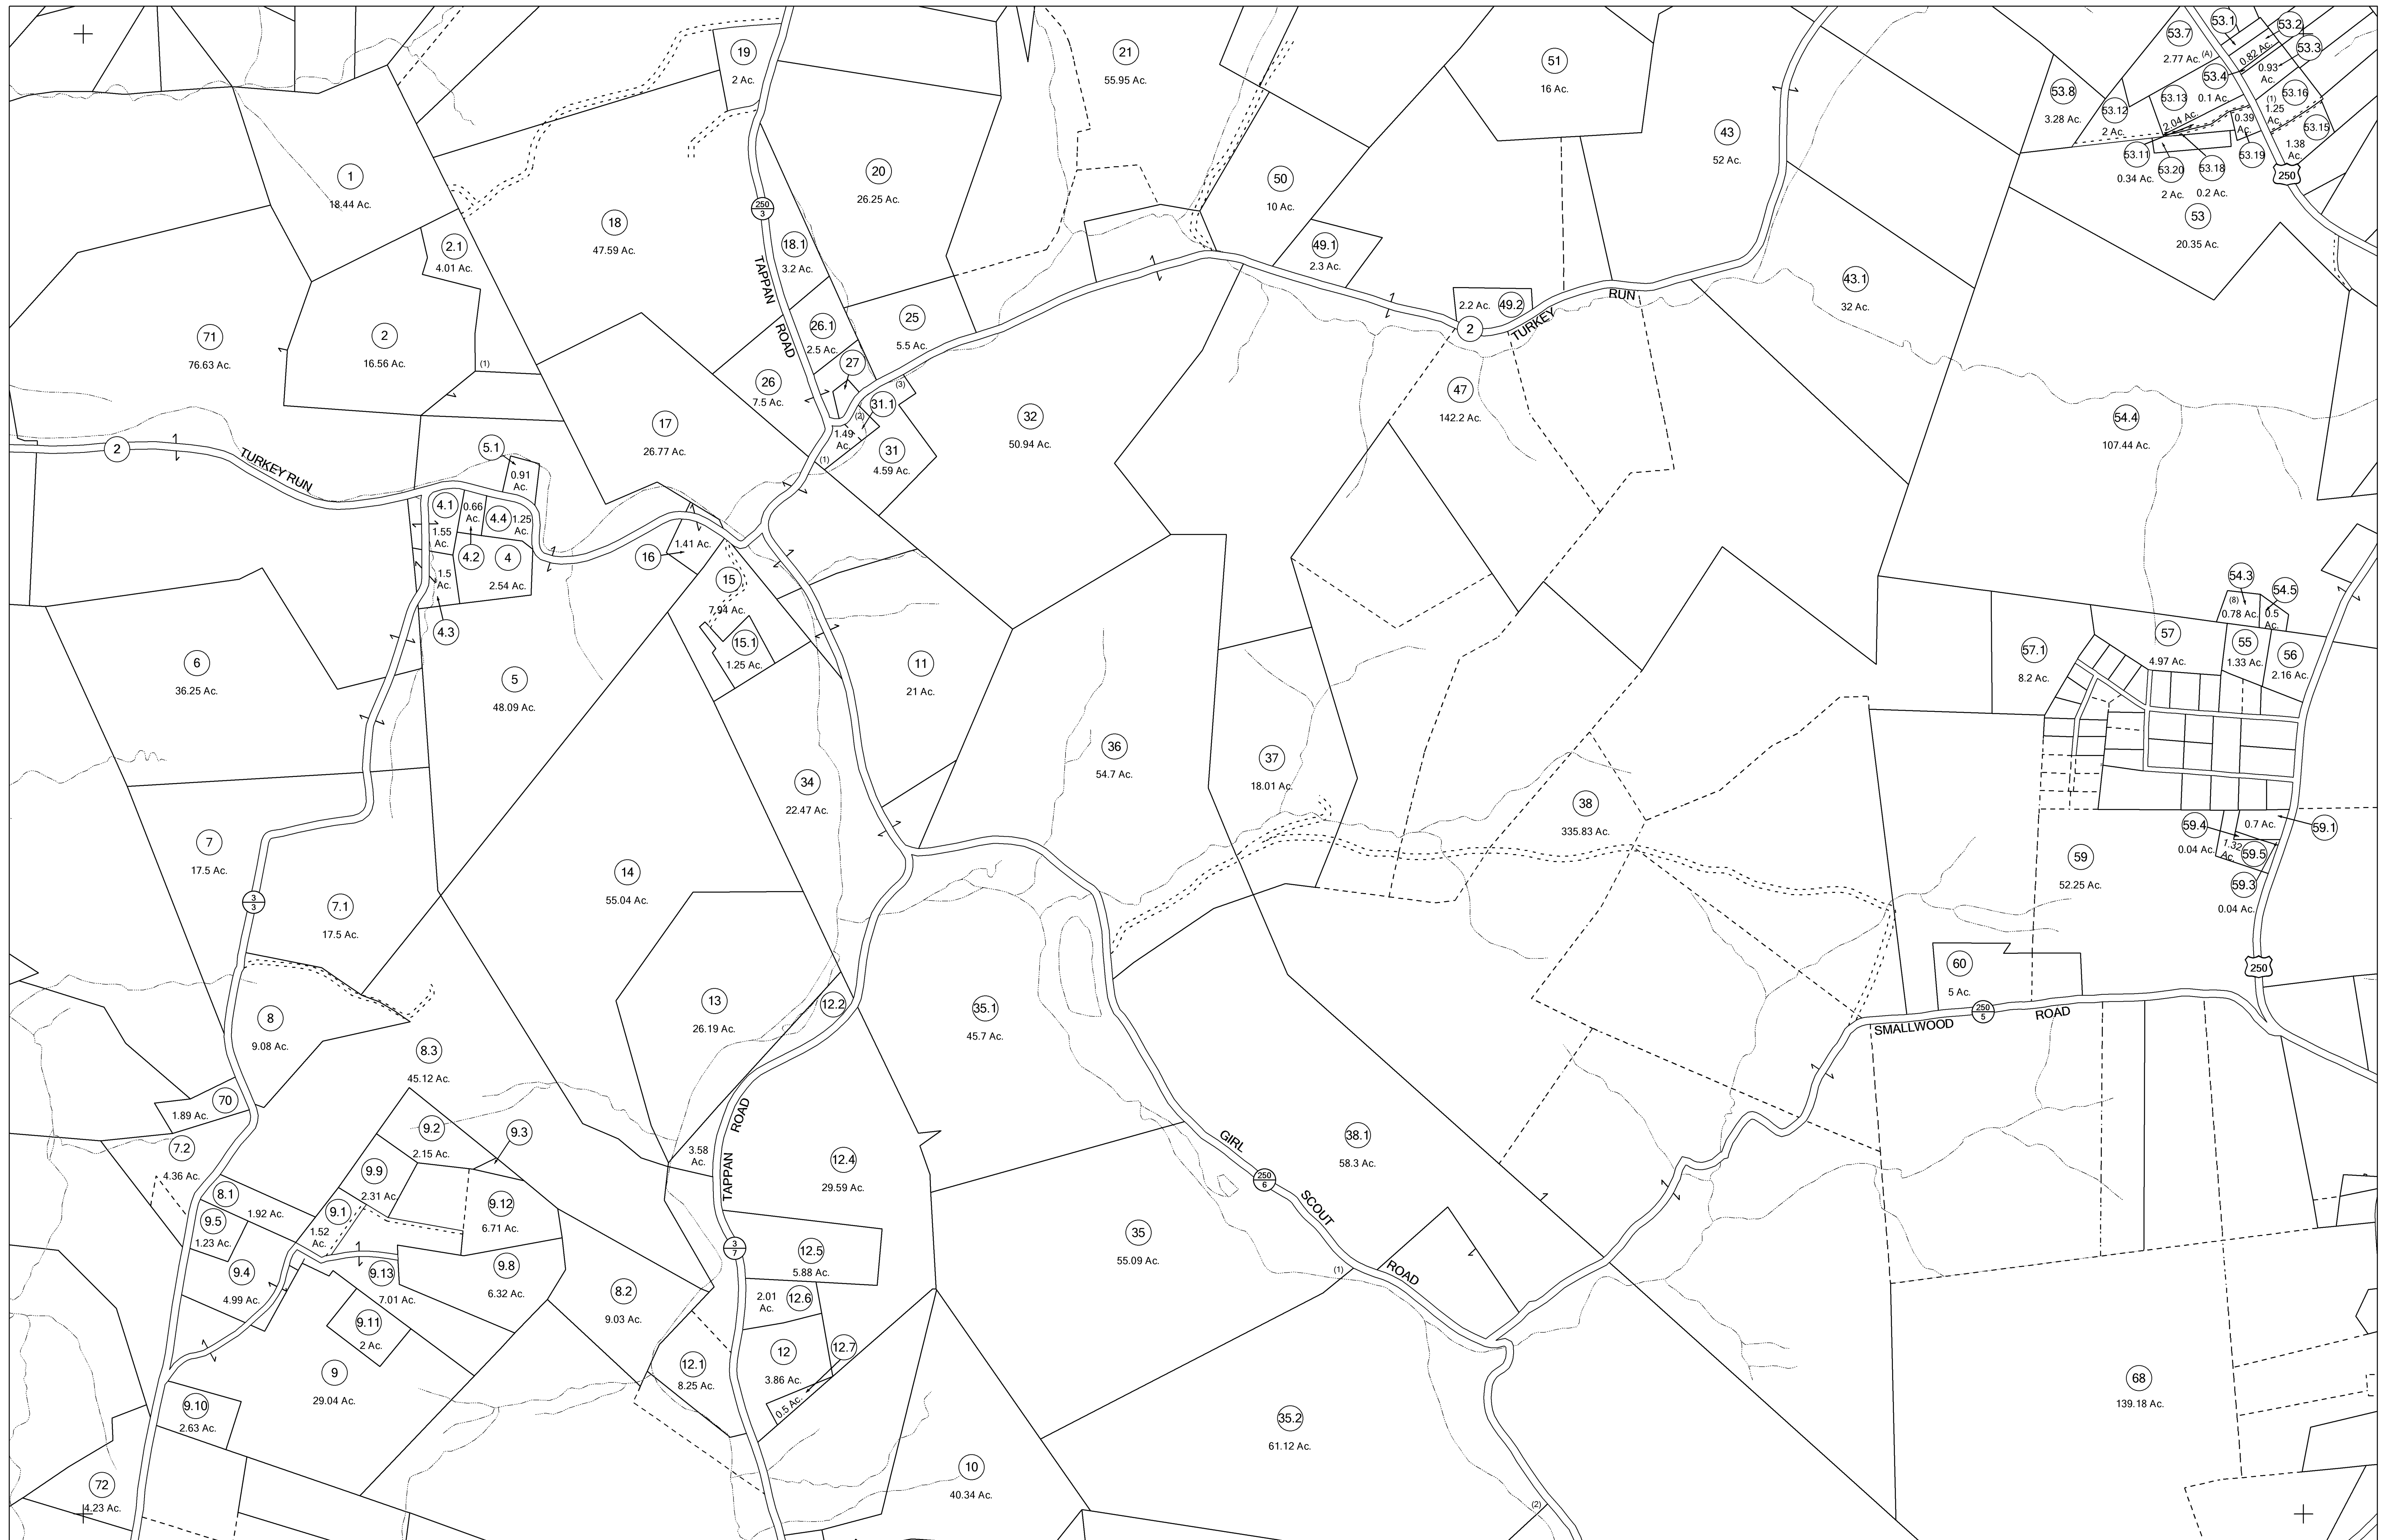 19
2 Ac.
21
55.95 Ac.
51
16 Ac.
53.7
2.77 Ac.
(A)
53.1
53.2
0.82 Ac.
53.3
0.93
Ac.
53.4
0.1 Ac.
53.8
3.28 Ac.
53.12
2 Ac.
53.13
2.04 Ac.
53.16
(1)
1.25
Ac.
0.39
Ac.
53.15
1.38
Ac.
53.11
0.34 Ac.
53.20
2 Ac.
53.18
0.2 Ac.
53.19
250
53
20.35 Ac.
43
52 Ac.
1
18.44 Ac.
20
26.25 Ac.
50
10 Ac.
250
3
18
47.59 Ac.
2.1
4.01 Ac.
18.1
3.2 Ac.
49.1
2.3 Ac.
TAPPAN
ROAD
43.1
32 Ac.
2.2 Ac.
49.2
RUN
TURKEY
2
71
76.63 Ac.
2
16.56 Ac.
(1)
26.1
2.5 Ac.
25
5.5 Ac.
27
(3)
26
7.5 Ac.
31.1
(2)
1.49
Ac.
(1)
31
4.59 Ac.
32
50.94 Ac.
47
142.2 Ac.
54.4
107.44 Ac.
17
26.77 Ac.
2
TURKEY RUN
5.1
0.91
Ac.
4.1
1.55
Ac.
0.66
Ac.
4.2
4.4
1.25
Ac.
4
2.54 Ac.
1.5
Ac.
4.3
16
1.41 Ac.
15
7.94 Ac.
15.1
1.25 Ac.
54.3
(8)
0.78 Ac.
54.5
0.5
Ac.
57
4.97 Ac.
55
1.33 Ac.
56
2.16 Ac.
57.1
8.2 Ac.
6
36.25 Ac.
5
48.09 Ac.
11
21 Ac.
36
54.7 Ac.
37
18.01 Ac.
34
22.47 Ac.
38
335.83 Ac.
7
17.5 Ac.
59.4
0.04 Ac.
0.7 Ac.
59.1
1.32
Ac.
59.5
59.3
0.04 Ac.
59
52.25 Ac.
14
55.04 Ac.
3
3
7.1
17.5 Ac.
60
5 Ac.
250
13
26.19 Ac.
12.2
35.1
45.7 Ac.
250
5
SMALLWOOD
ROAD
8
9.08 Ac.
8.3
45.12 Ac.
70
1.89 Ac.
TAPPAN
ROAD
7.2
4.36 Ac.
9.2
2.15 Ac.
9.3
3.58
Ac.
12.4
29.59 Ac.
GIRL
SCOUT
ROAD
38.1
58.3 Ac.
250
6
9.9
2.31 Ac.
8.1
1.92 Ac.
9.12
6.71 Ac.
9.1
1.52
Ac.
9.5
1.23 Ac.
35
55.09 Ac.
(1)
3
7
12.5
5.88 Ac.
9.4
4.99 Ac.
9.13
7.01 Ac.
9.8
6.32 Ac.
8.2
9.03 Ac.
2.01
Ac.
12.6
9.11
2 Ac.
12
3.86 Ac.
12.7
0.5 Ac.
12.1
8.25 Ac.
9
29.04 Ac.
68
139.18 Ac.
9.10
2.63 Ac.
35.2
61.12 Ac.
72
4.23 Ac.
10
40.34 Ac.
(2)